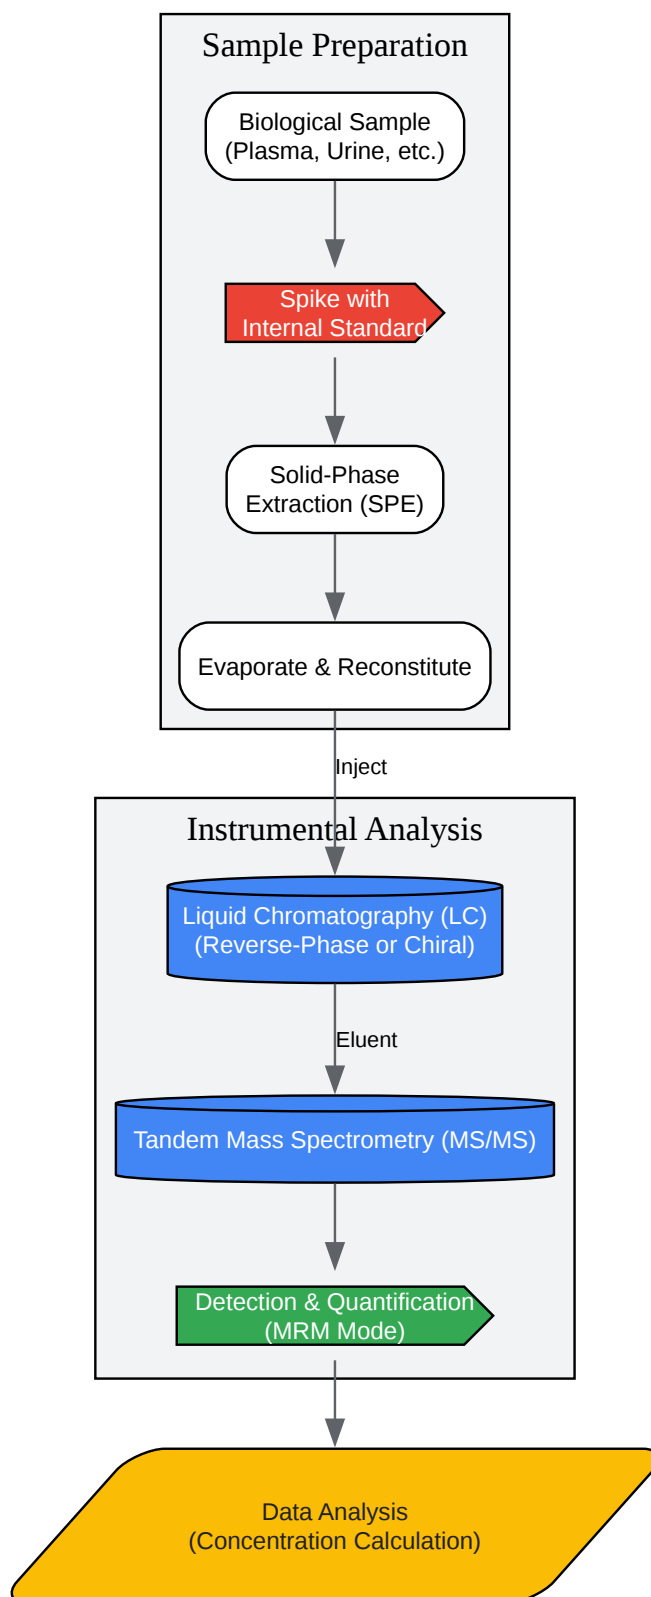 Sample Preparation
Biological Sample
(Plasma, Urine, etc.)
Spike with
Internal Standard
Solid-Phase
Extraction (SPE)
Evaporate & Reconstitute
Inject
Instrumental Analysis
Liquid Chromatography (LC)
(Reverse-Phase or Chiral)
Eluent
Tandem Mass Spectrometry (MS/MS)
Detection & Quantification
(MRM Mode)
Data Analysis
(Concentration Calculation)